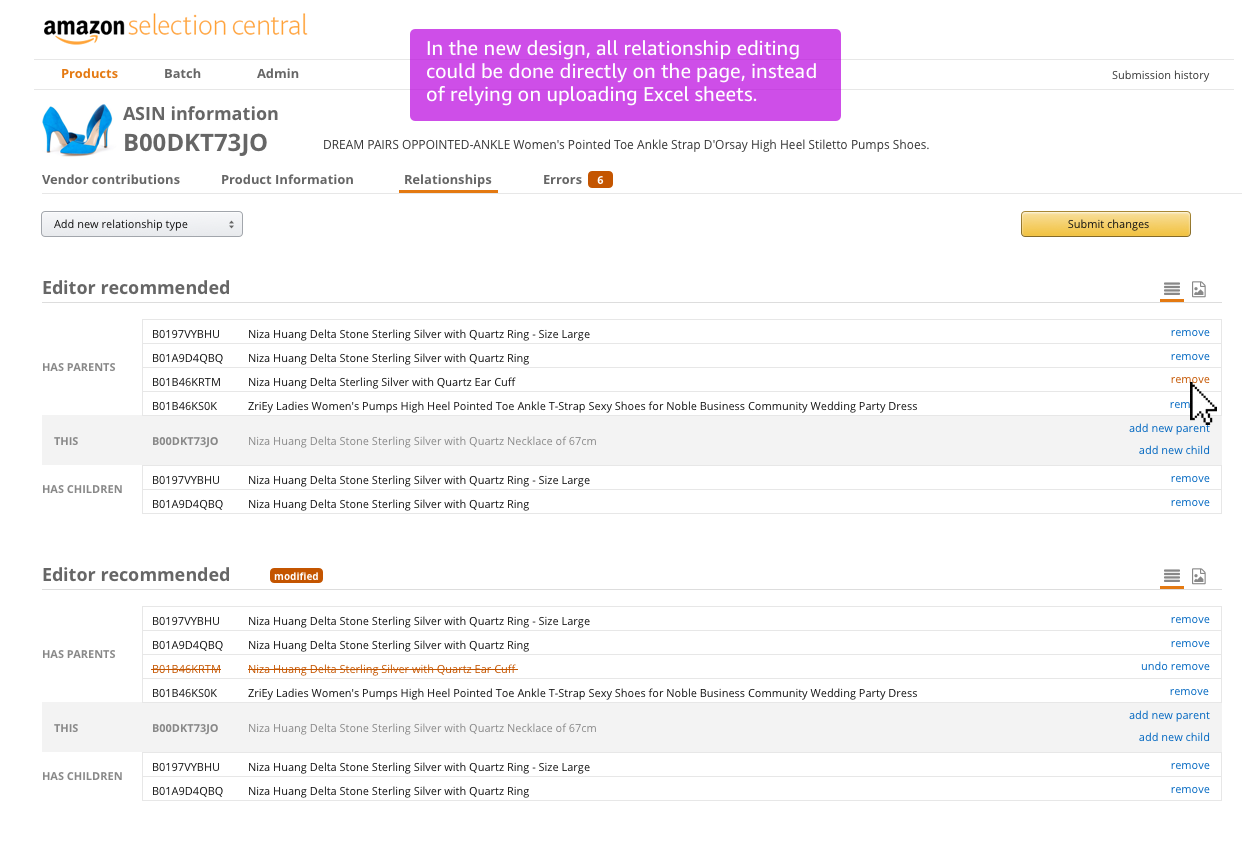 amazon selection central
In the new design, all relationship editing
could be done directly on the page, instead
of relying on uploading Excel sheets.
Products Batch Admin Submission history
ASIN information
B00DKT73JO DREAM PAIRS OPPOINTED-ANKLE Women's Pointed Toe Ankle Strap D'Orsay High Heel Stiletto Pumps Shoes.
Vendor contributions Product Information Relationships Errors 6
Add new relationship type Submit changes
Editor recommended
B0197VYBHU Niza Huang Delta Stone Sterling Silver with Quartz Ring - Size Large remove
HAS PARENTS
B01A9D4QBQ Niza Huang Delta Stone Sterling Silver with Quartz Ring remove
B01B46KRTM Niza Huang Delta Sterling Silver with Quartz Ear Cuff remove
B01B46KS0K ZriEy Ladies Women's Pumps High Heel Pointed Toe Ankle T-Strap Sexy Shoes for Noble Business Community Wedding Party Dress rem
add new parent
THIS B00DKT73JO Niza Huang Delta Stone Sterling Silver with Quartz Necklace of 67cm
add new child
B0197VYBHU Niza Huang Delta Stone Sterling Silver with Quartz Ring - Size Large remove
HAS CHILDREN
B01A9D4QBQ Niza Huang Delta Stone Sterling Silver with Quartz Ring remove
Editor recommended modified
B0197VYBHU Niza Huang Delta Stone Sterling Silver with Quartz Ring - Size Large remove
HAS PARENTS
B01A9D4QBQ Niza Huang Delta Stone Sterling Silver with Quartz Ring remove
B01B46KRTM Niza Huang Delta Sterling Silver with Quartz Ear Cuff undo remove
B01B46KS0K ZriEy Ladies Women's Pumps High Heel Pointed Toe Ankle T-Strap Sexy Shoes for Noble Business Community Wedding Party Dress remove
add new parent
THIS B00DKT73JO Niza Huang Delta Stone Sterling Silver with Quartz Necklace of 67cm
add new child
B0197VYBHU Niza Huang Delta Stone Sterling Silver with Quartz Ring - Size Large remove
HAS CHILDREN
B01A9D4QBQ Niza Huang Delta Stone Sterling Silver with Quartz Ring remove